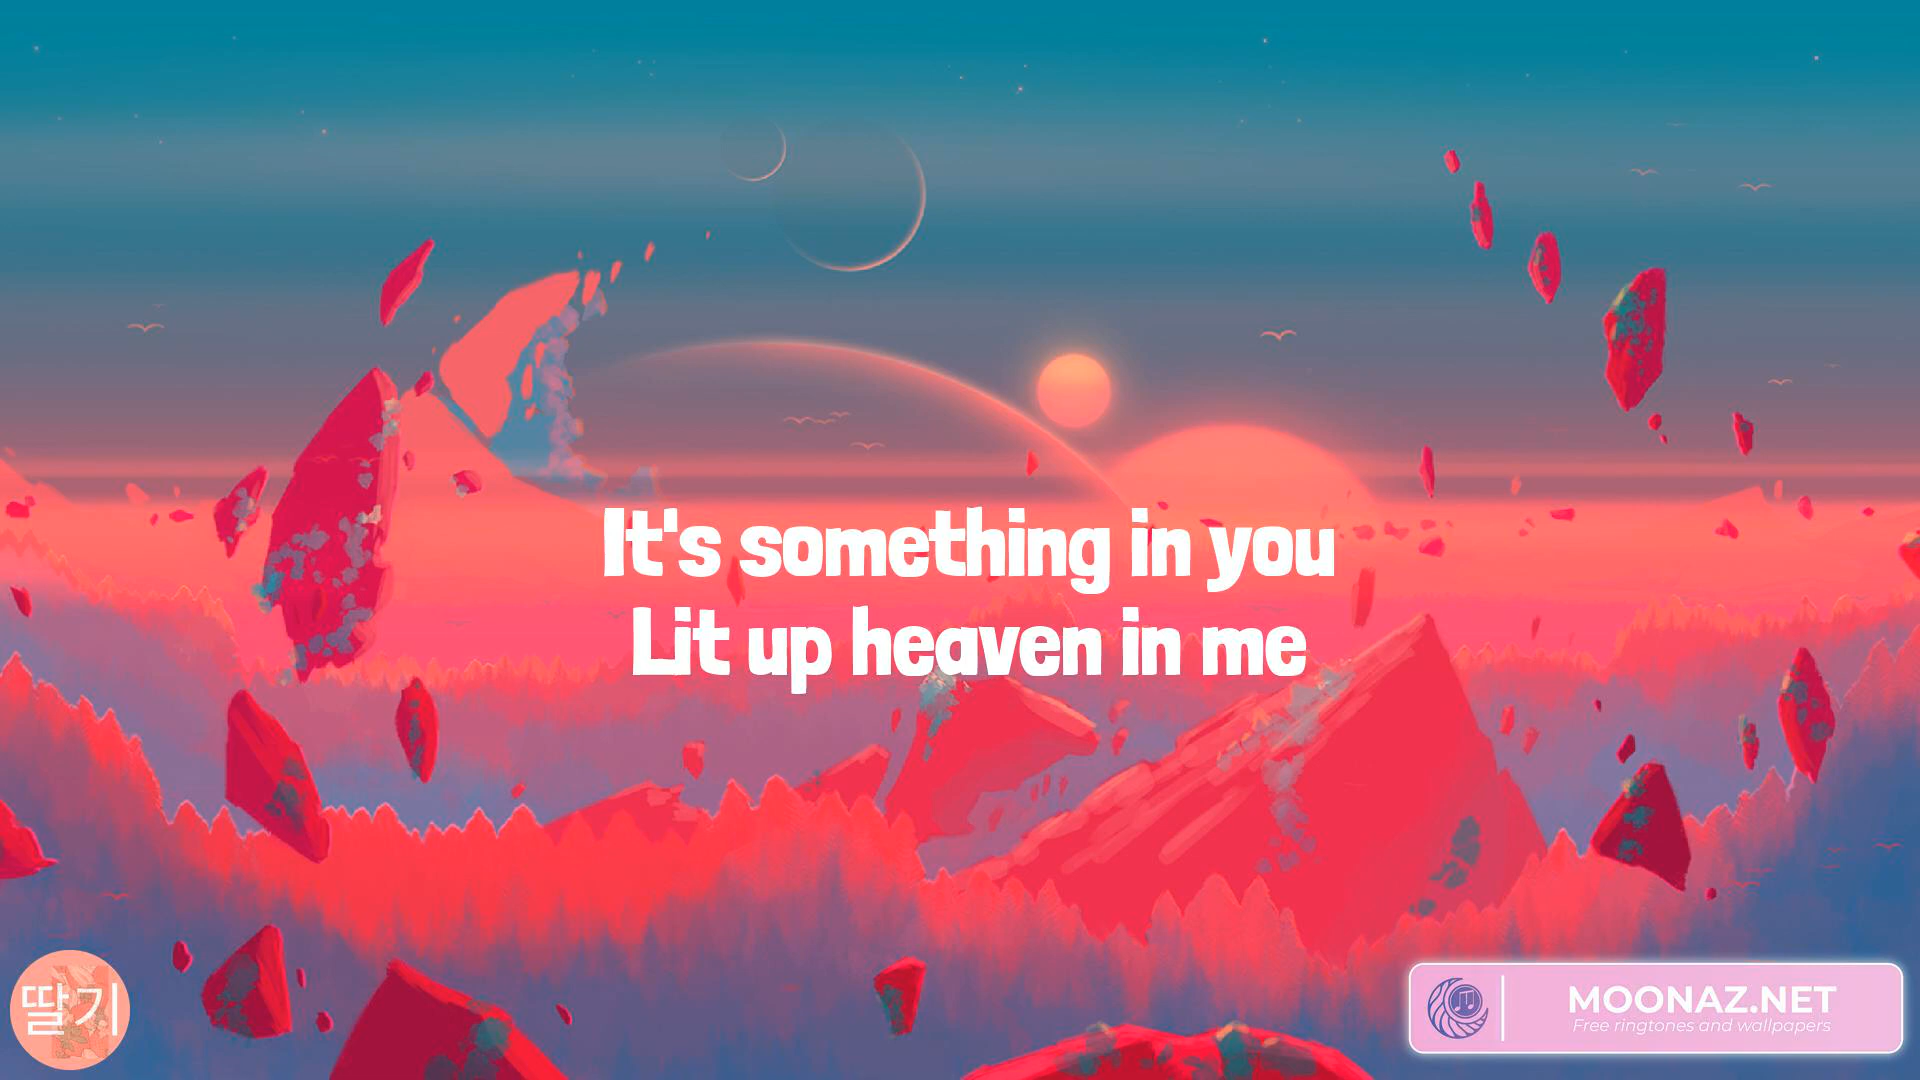 It's something in you
Lit up heaven in me
딸기
MOONAZ.NET
Free ringtones and wallpapers